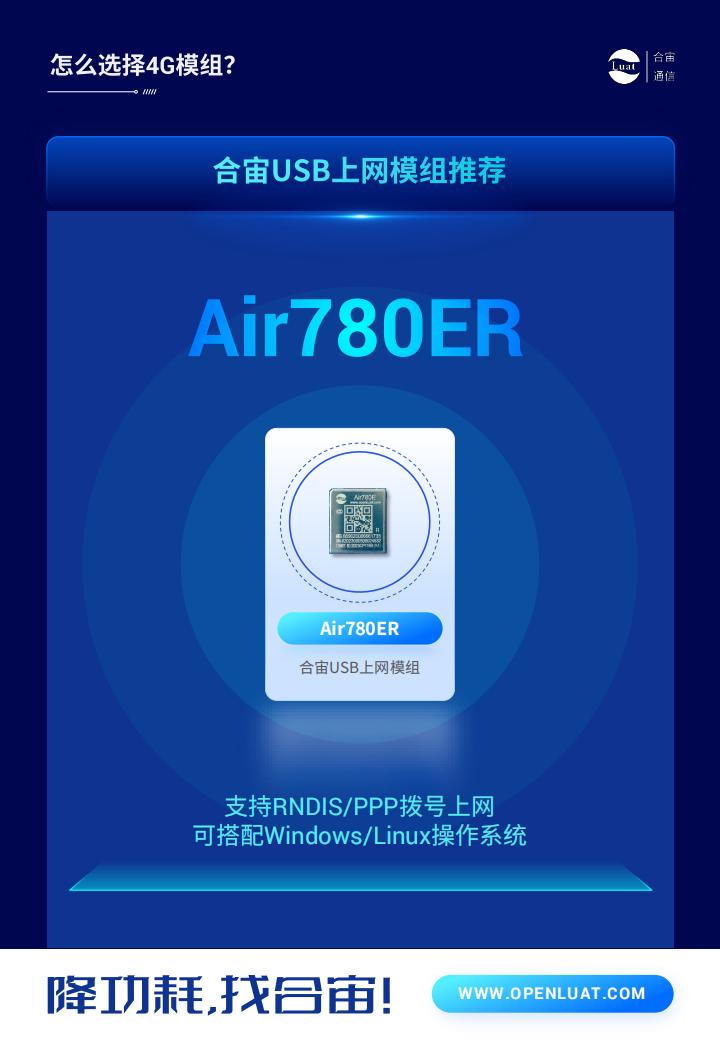 怎么选择4G模组?
Luat
合宙
通信
合宙USB上网模组推荐
Air780ER
Air780E
www.openluat.com
Air780ER
合宙USB上网模组
支持RNDIS/PPP拨号上网
可搭配Windows/Linux操作系统
降功耗,找合宙!
WWW.OPENLUAT.COM